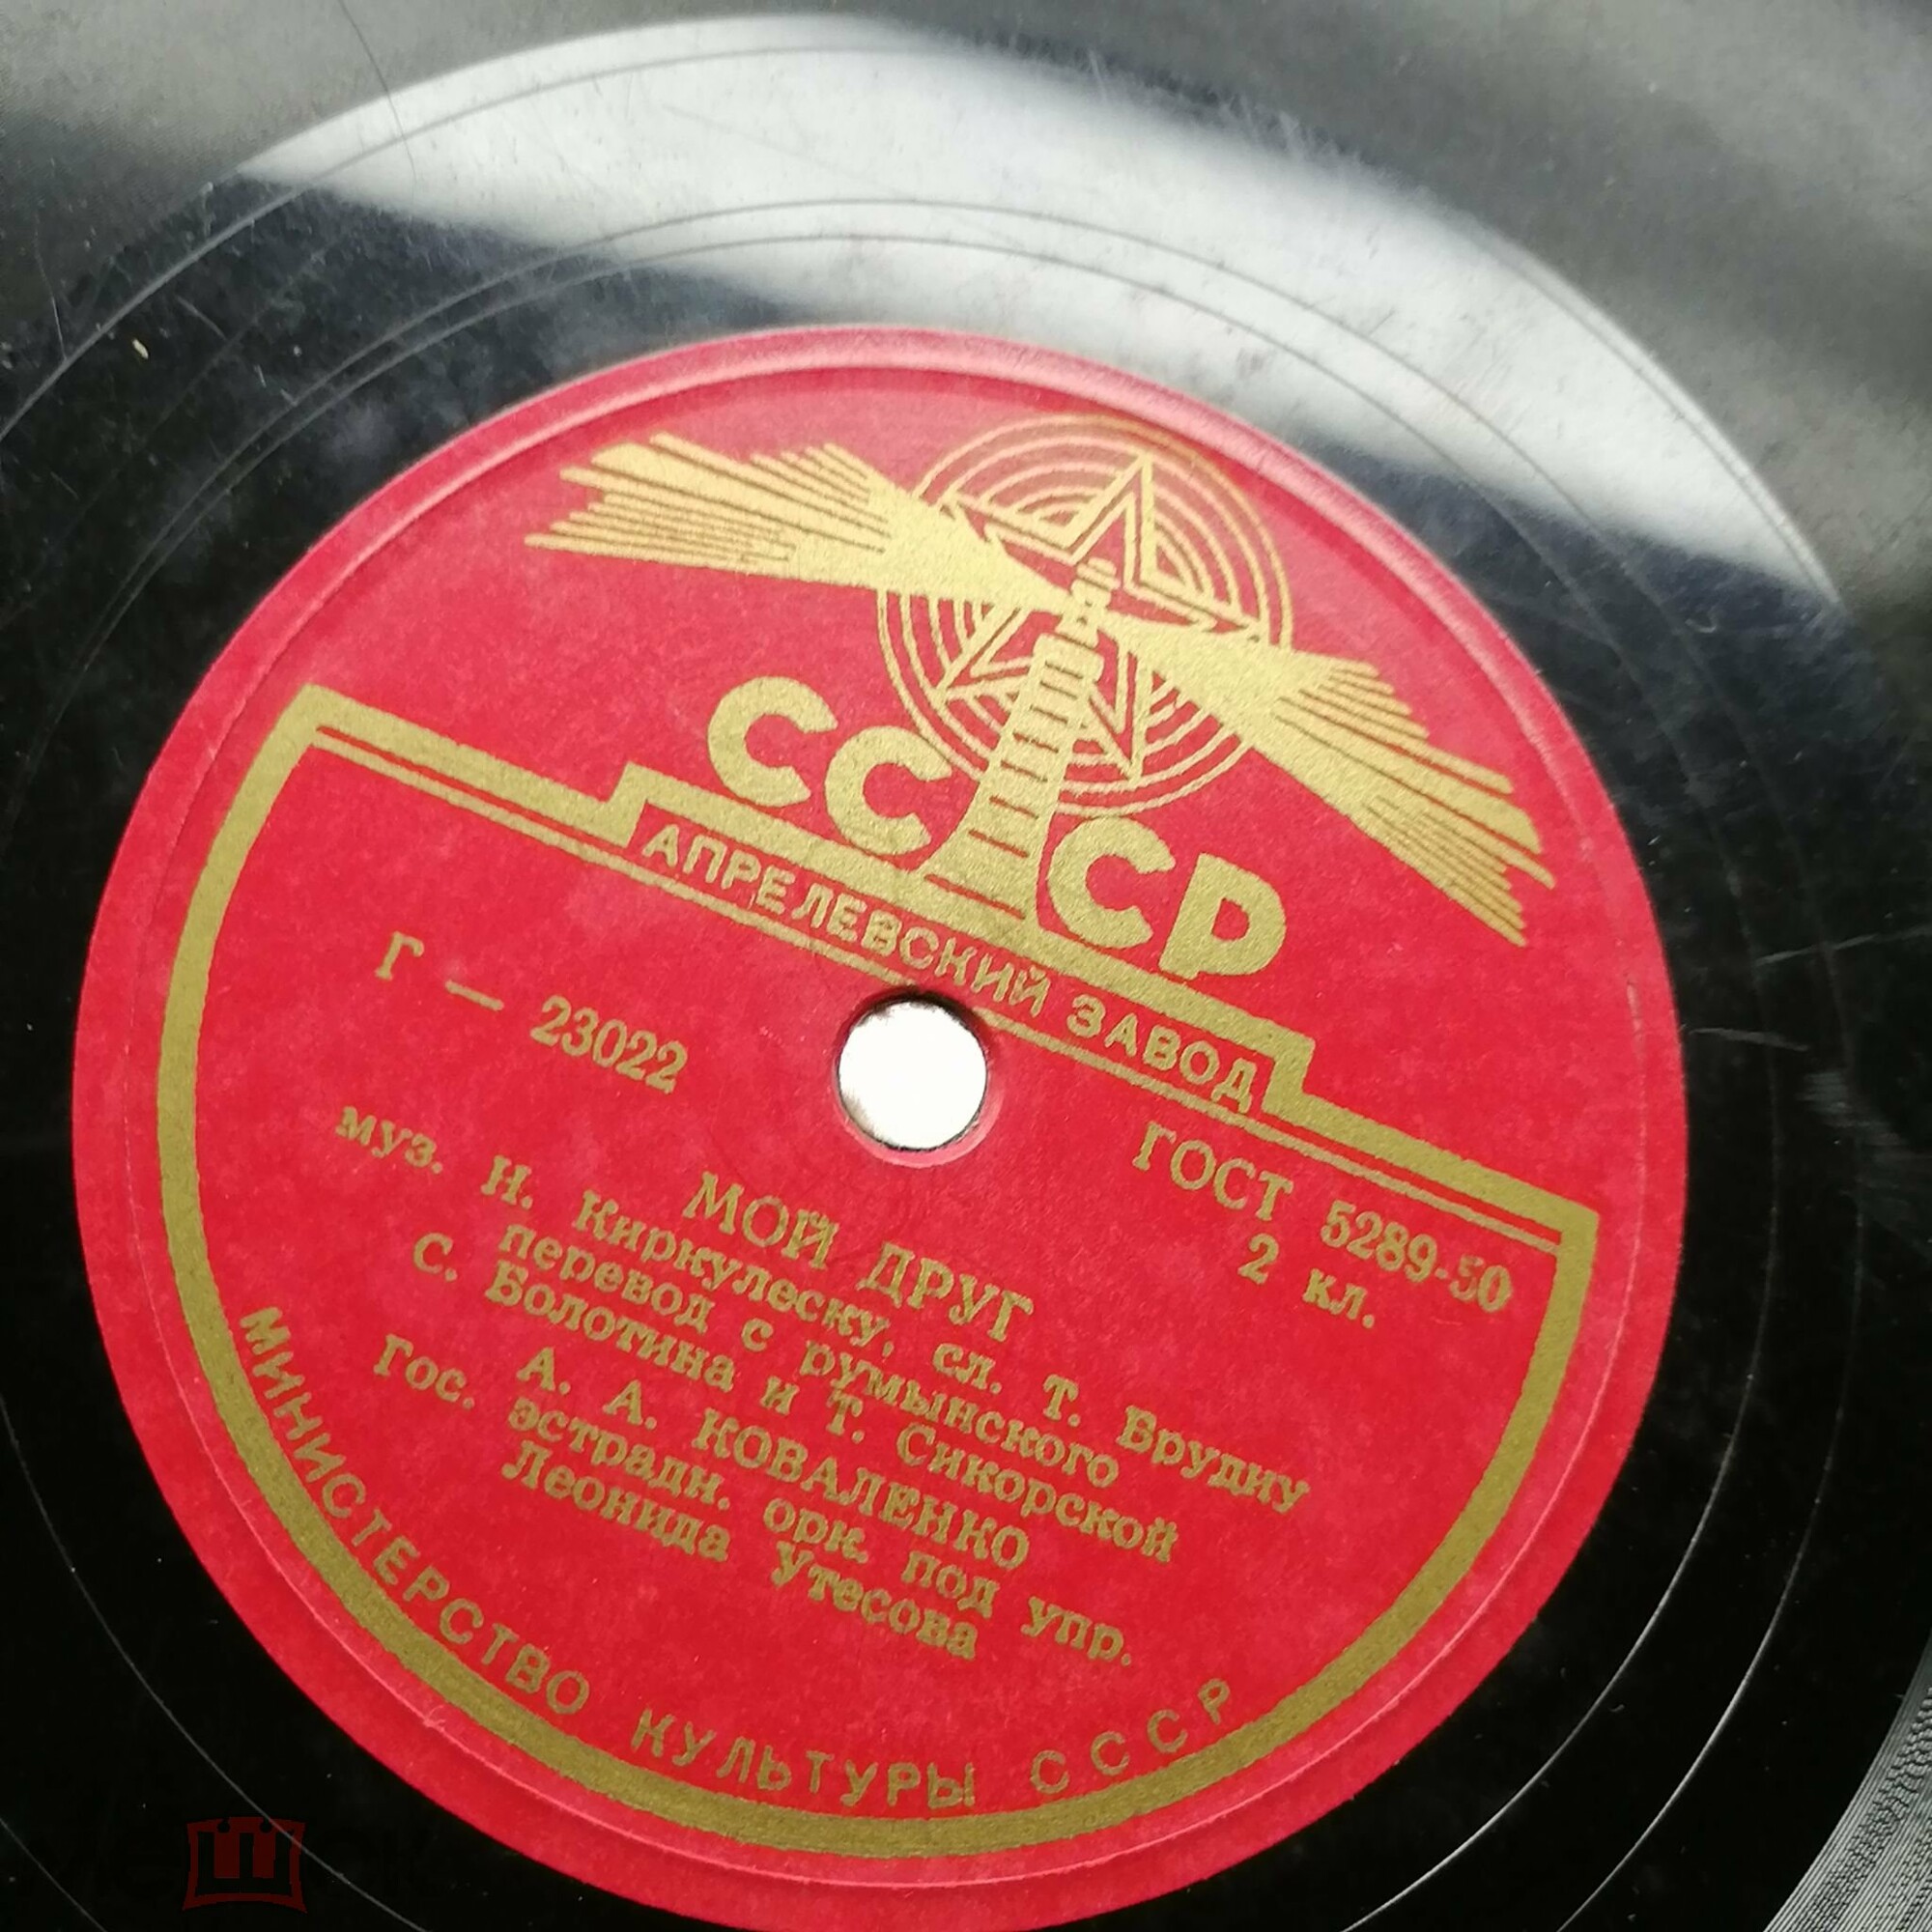 СССР
АПРЕЛЕВСКИЙ ЗАВОД
Г — 23022
ГОСТ 5289-50
2 кл.
МОЙ ДРУГ
муз. Н. Киркулеску, сл. Т. Брудиу
перевод с румынского
С. Болотина и Т. Сикорской
А. А. КОВАЛЕНКО
Гос. эстрадн. орк. под упр.
Леонида Утесова
МИНИСТЕРСТВО КУЛЬТУРЫ СССР